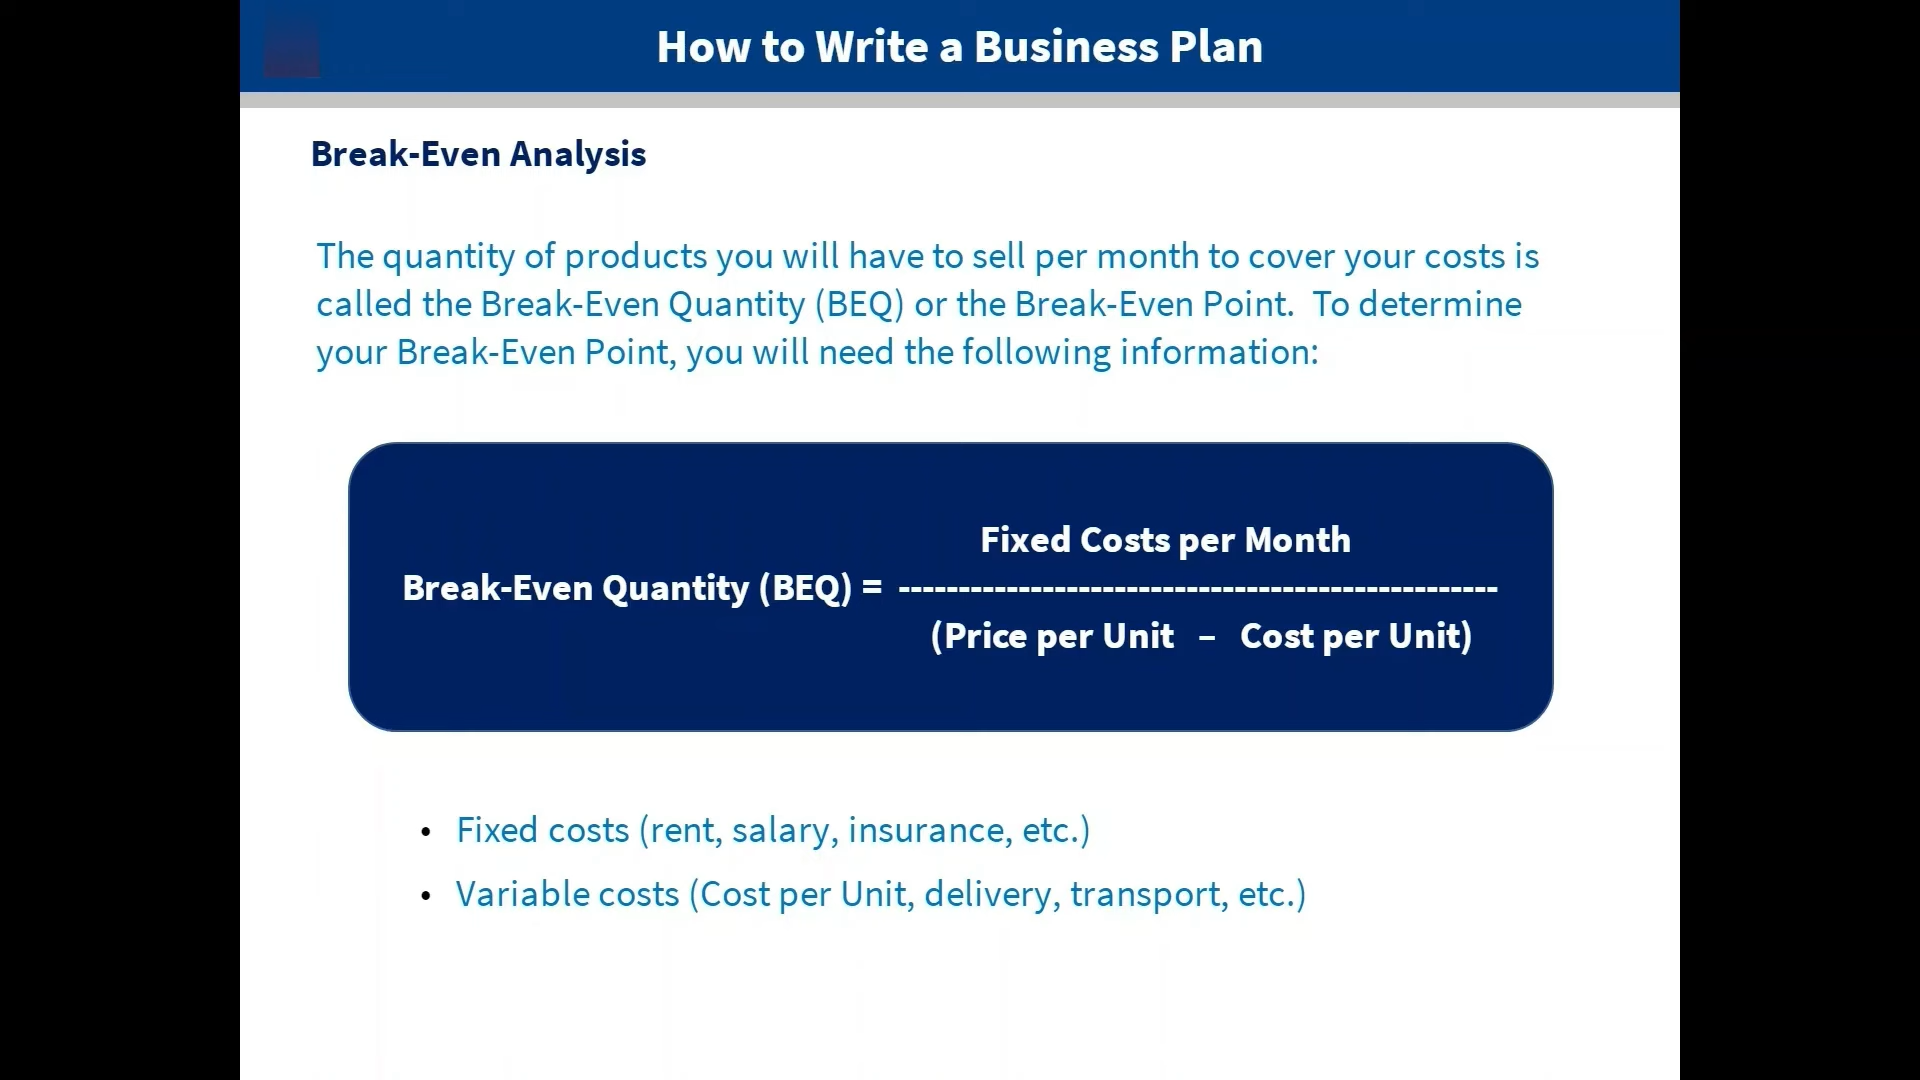 How to Write a Business Plan
Break-Even Analysis
The quantity of products you will have to sell per month to cover your costs is
called the Break-Even Quantity (BEQ) or the Break-Even Point.  To determine
your Break-Even Point, you will need the following information:
Fixed Costs per Month
Break-Even Quantity (BEQ) = --------------------------------------------------
(Price per Unit  –  Cost per Unit)
• Fixed costs (rent, salary, insurance, etc.)
• Variable costs (Cost per Unit, delivery, transport, etc.)